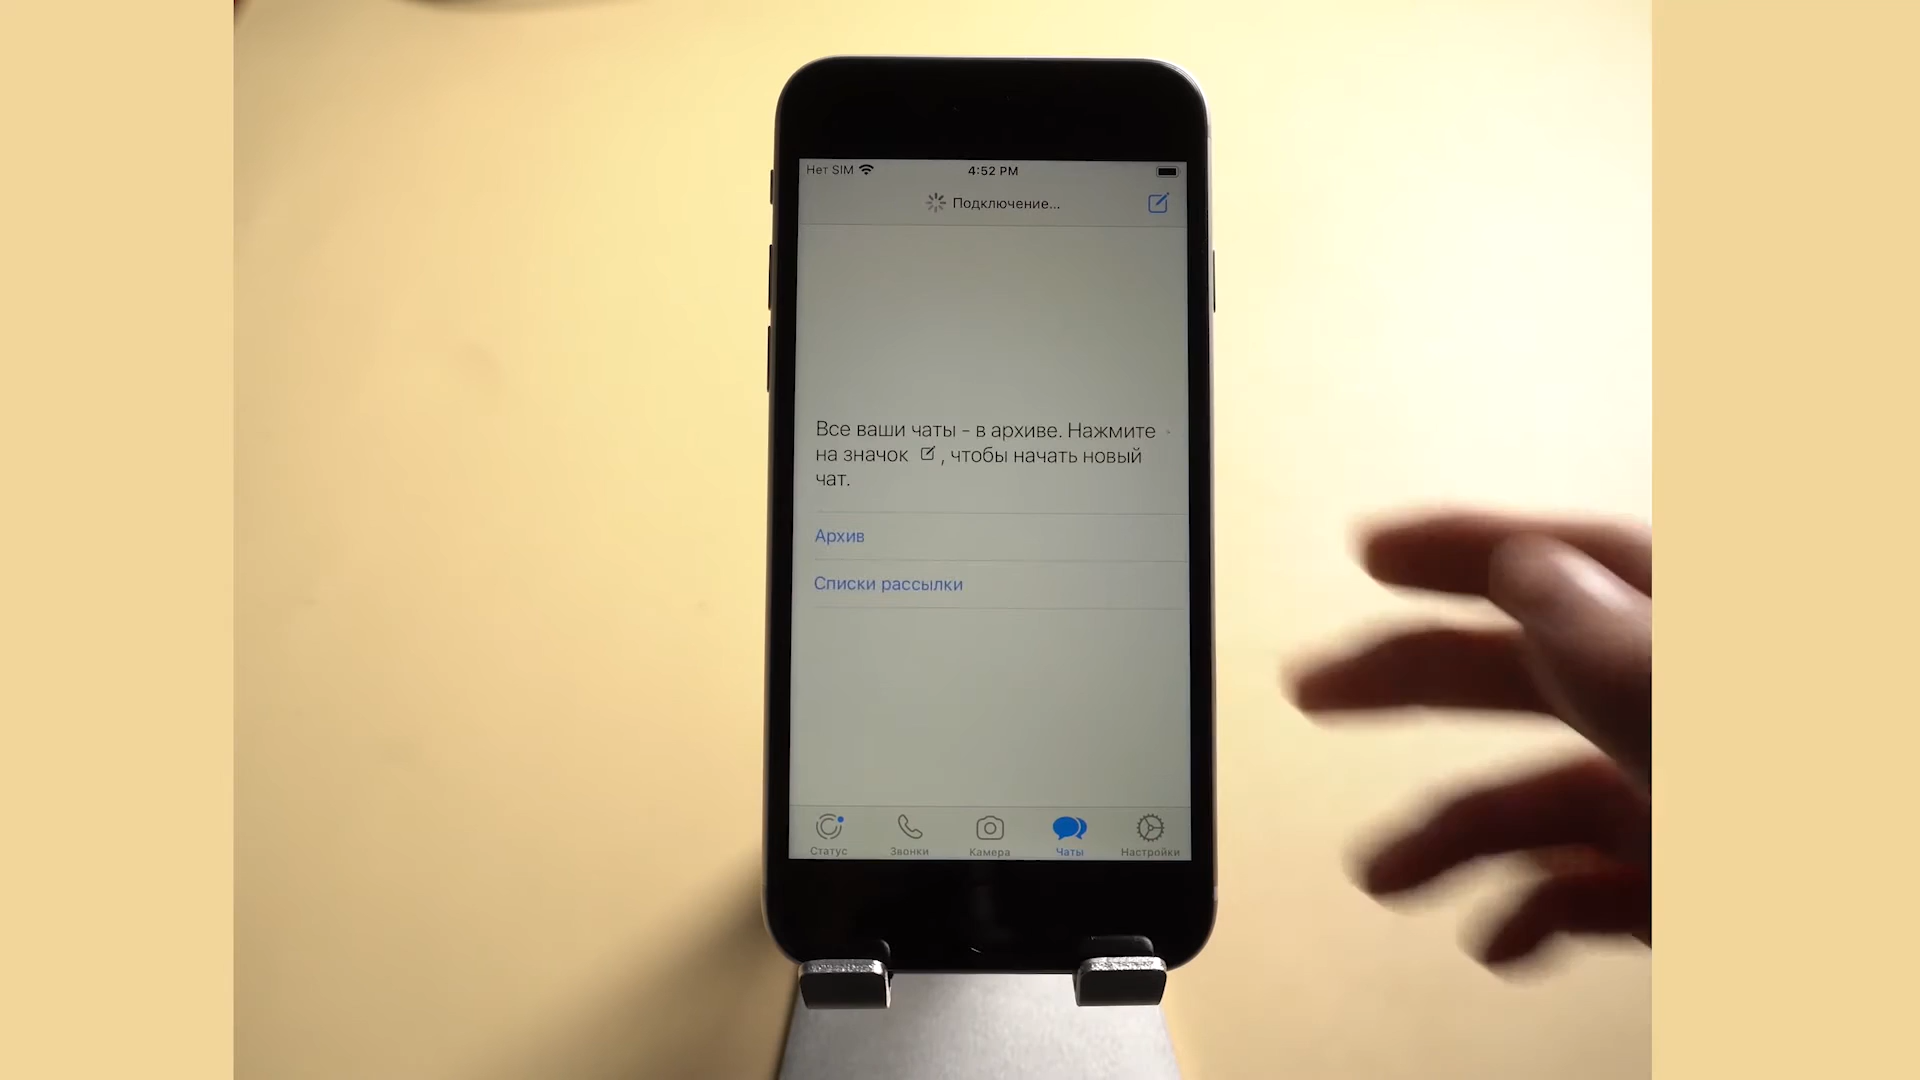 Нет SIM
4:52 PM
Подключение...
Все ваши чаты - в архиве. Нажмите
на значок , чтобы начать новый
чат.
Архив
Списки рассылки
Статус
Звонки
Камера
Чаты
Настройки